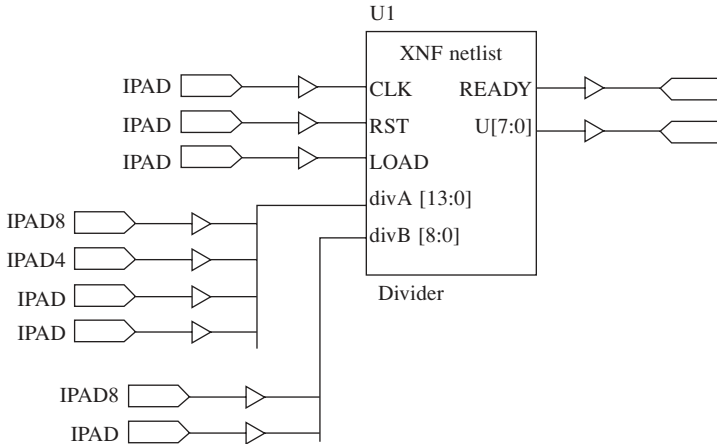 U1
XNF netlist
IPAD
CLK
READY
IPAD
RST
U[7:0]
IPAD
LOAD
divA [13:0]
IPAD8
divB [8:0]
IPAD4
IPAD
Divider
IPAD
IPAD8
IPAD